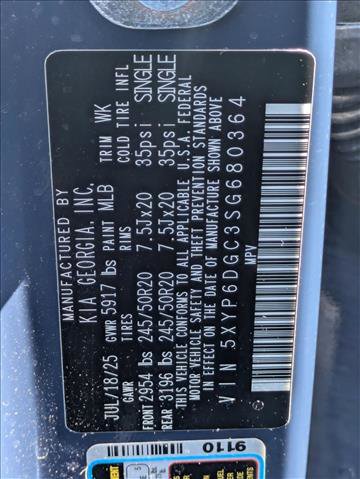 MANUFACTURED BY
KIA GEORGIA, INC.
JUL/18/25 PAINT MLB TRIM WK
GVWR 5917 lbs
TIRES RIMS COLD TIRE INFL
FRONT 2954 lbs 245/50R20 7.5Jx20 35psi SINGLE
REAR 3196 lbs 245/50R20 7.5Jx20 35psi SINGLE
THIS VEHICLE CONFORMS TO ALL APPLICABLE U.S.A. FEDERAL
MOTOR VEHICLE SAFETY AND THEFT PREVENTION STANDARDS
IN EFFECT ON THE DATE OF MANUFACTURE SHOWN ABOVE
VIN 5XYP6DGC3SG680364
MPV
9110